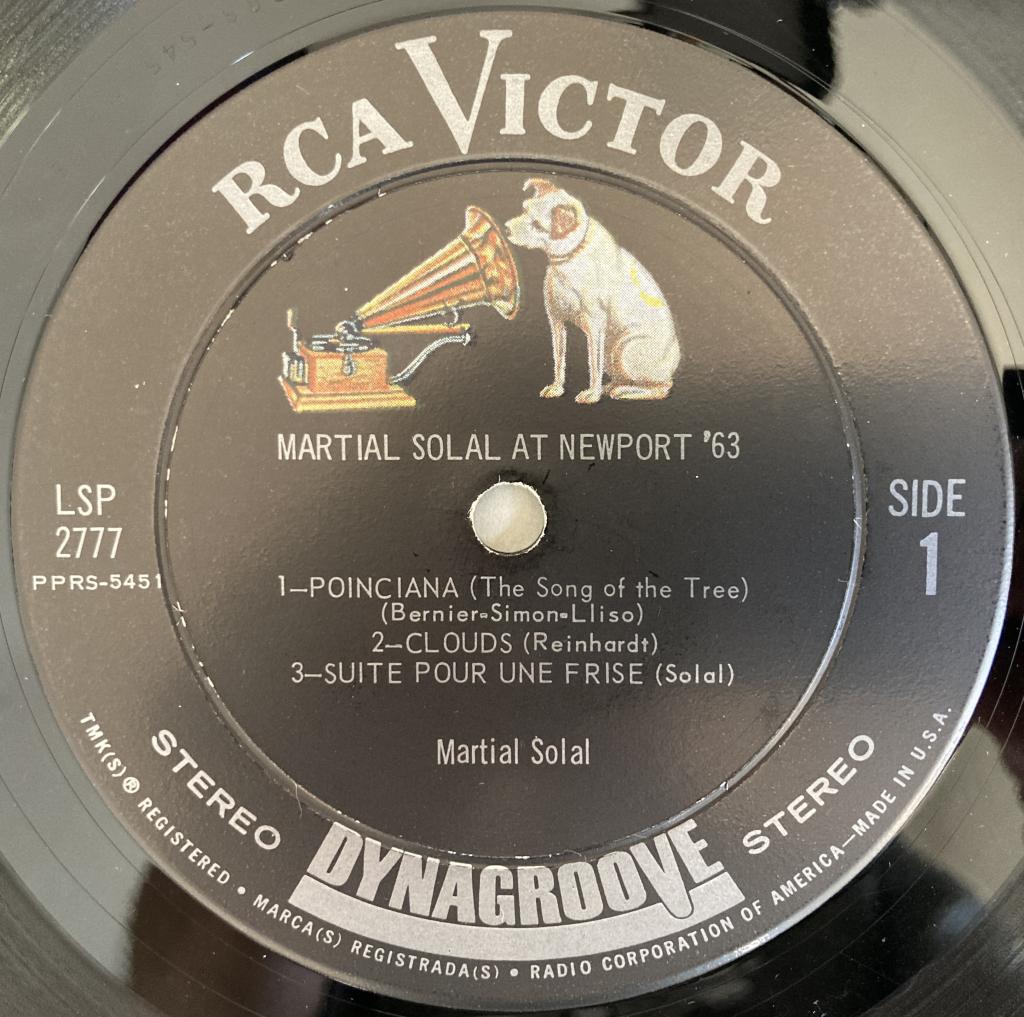 RCA VICTOR
MARTIAL SOLAL AT NEWPORT '63
LSP
2777
PPRS-5451
SIDE
1
1—POINCIANA (The Song of the Tree)
(Bernier-Simon-Lliso)
2—CLOUDS (Reinhardt)
3—SUITE POUR UNE FRISE (Solal)
Martial Solal
STEREO
DYNAGROOVE
STEREO
TMK(S) ® REGISTERED • MARCA(S) REGISTRADA(S) • RADIO CORPORATION OF AMERICA—MADE IN U.S.A.